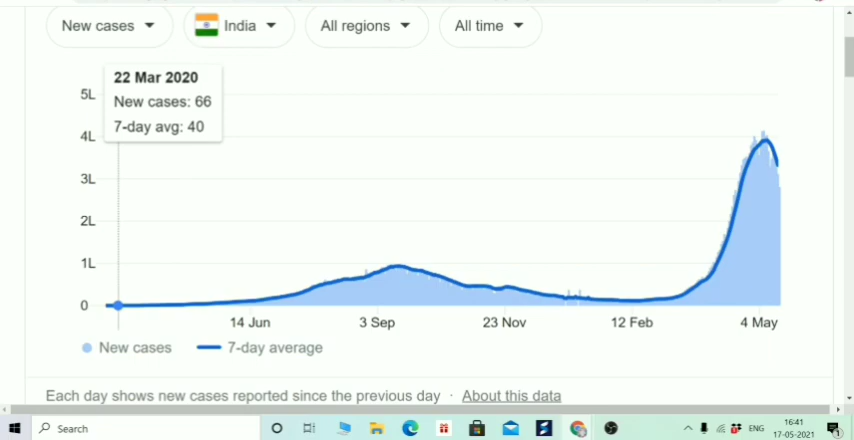 New cases India All regions All time
22 Mar 2020
New cases: 66
7-day avg: 40
5L
4L
3L
2L
1L
0
14 Jun 3 Sep 23 Nov 12 Feb 4 May
New cases 7-day average
Each day shows new cases reported since the previous day · About this data
Search ENG 16:41
17-05-2021 1